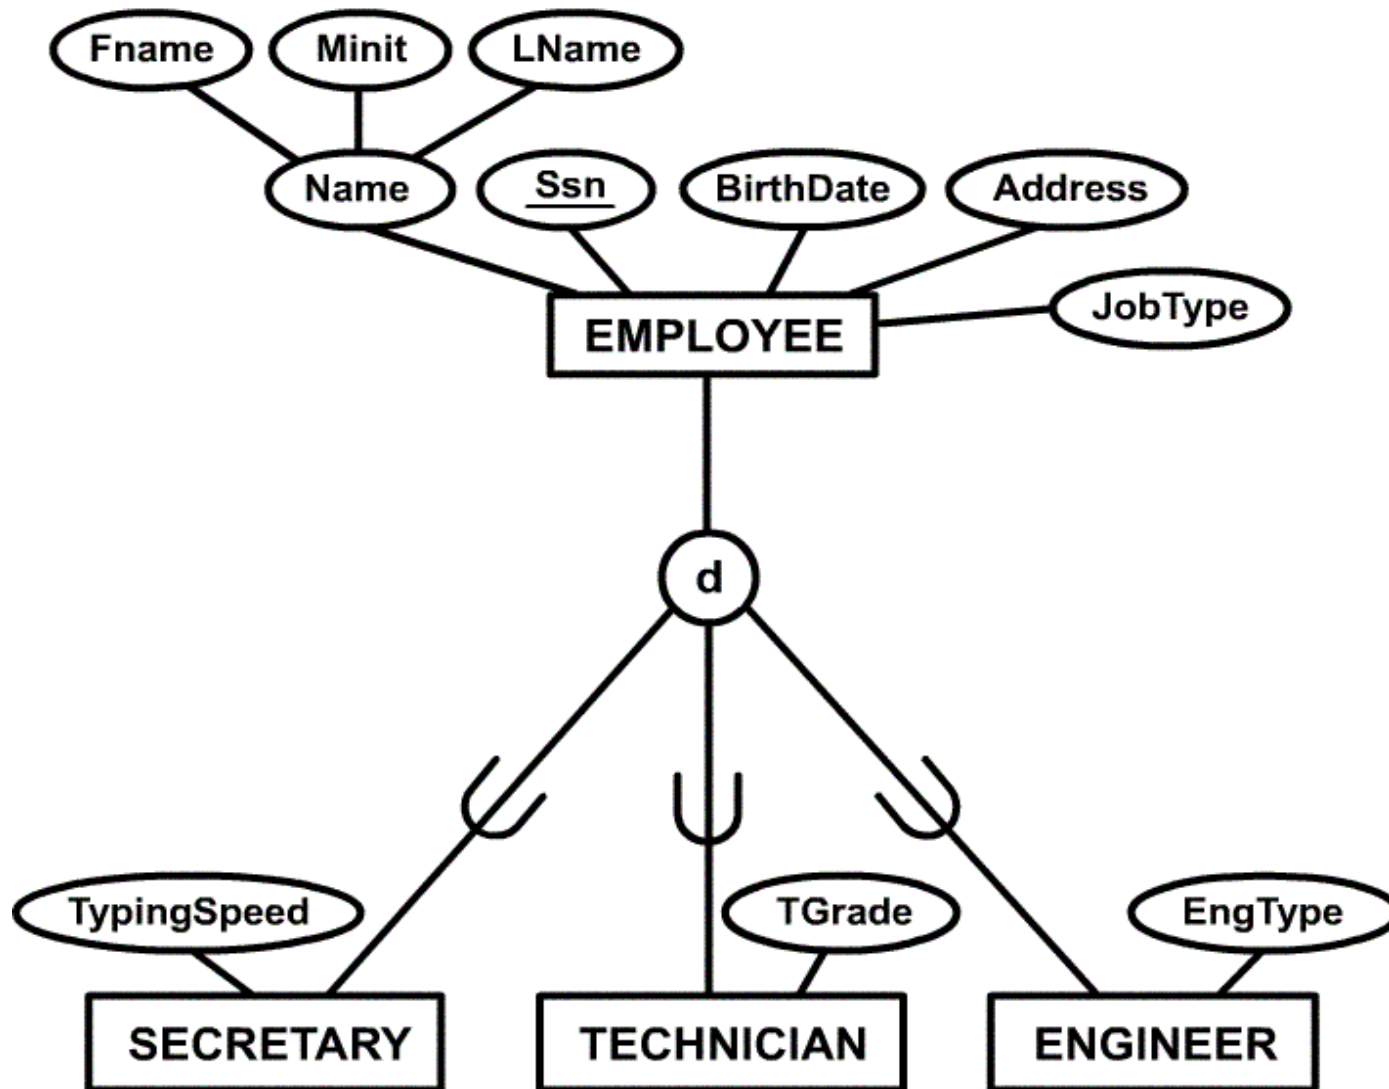 Fname Minit LName
Name Ssn BirthDate Address
JobType
EMPLOYEE
d
TypingSpeed TGrade EngType
SECRETARY TECHNICIAN ENGINEER